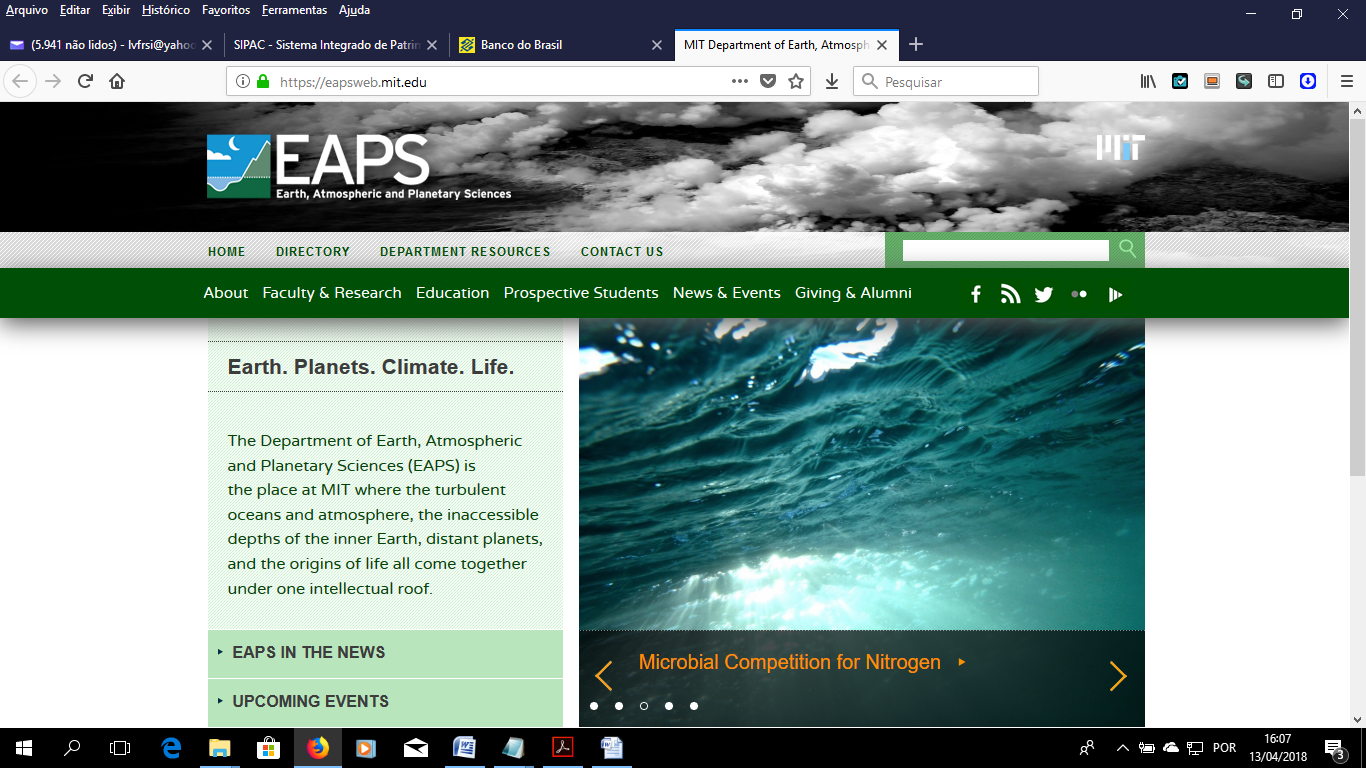 Arquivo Editar Exibir Histórico Favoritos Ferramentas Ajuda
(5.941 não lidos) - lvfrsi@yahoo
SIPAC - Sistema Integrado de Patrim
Banco do Brasil
MIT Department of Earth, Atmosph
https://eapsweb.mit.edu
Pesquisar
EAPS
Earth, Atmospheric and Planetary Sciences
MIT
HOME DIRECTORY DEPARTMENT RESOURCES CONTACT US
About Faculty & Research Education Prospective Students News & Events Giving & Alumni
Earth. Planets. Climate. Life.
The Department of Earth, Atmospheric
and Planetary Sciences (EAPS) is
the place at MIT where the turbulent
oceans and atmosphere, the inaccessible
depths of the inner Earth, distant planets,
and the origins of life all come together
under one intellectual roof.
EAPS IN THE NEWS
UPCOMING EVENTS
Microbial Competition for Nitrogen
POR
16:07
13/04/2018
3